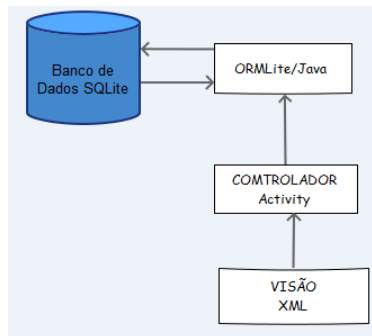 Banco de
Dados SQLite
ORMLite/Java
COMTROLADOR
Activity
VISÃO
XML